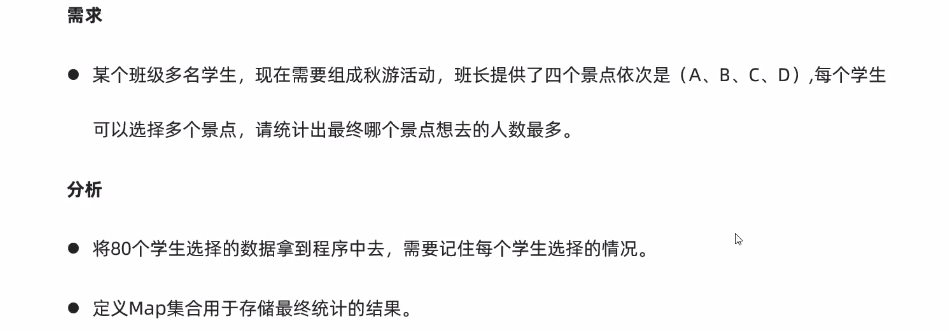 需求
● 某个班级多名学生，现在需要组成秋游活动，班长提供了四个景点依次是（A、B、C、D）,每个学生
可以选择多个景点，请统计出最终哪个景点想去的人数最多。
分析
● 将80个学生选择的数据拿到程序中去，需要记住每个学生选择的情况。
● 定义Map集合用于存储最终统计的结果。